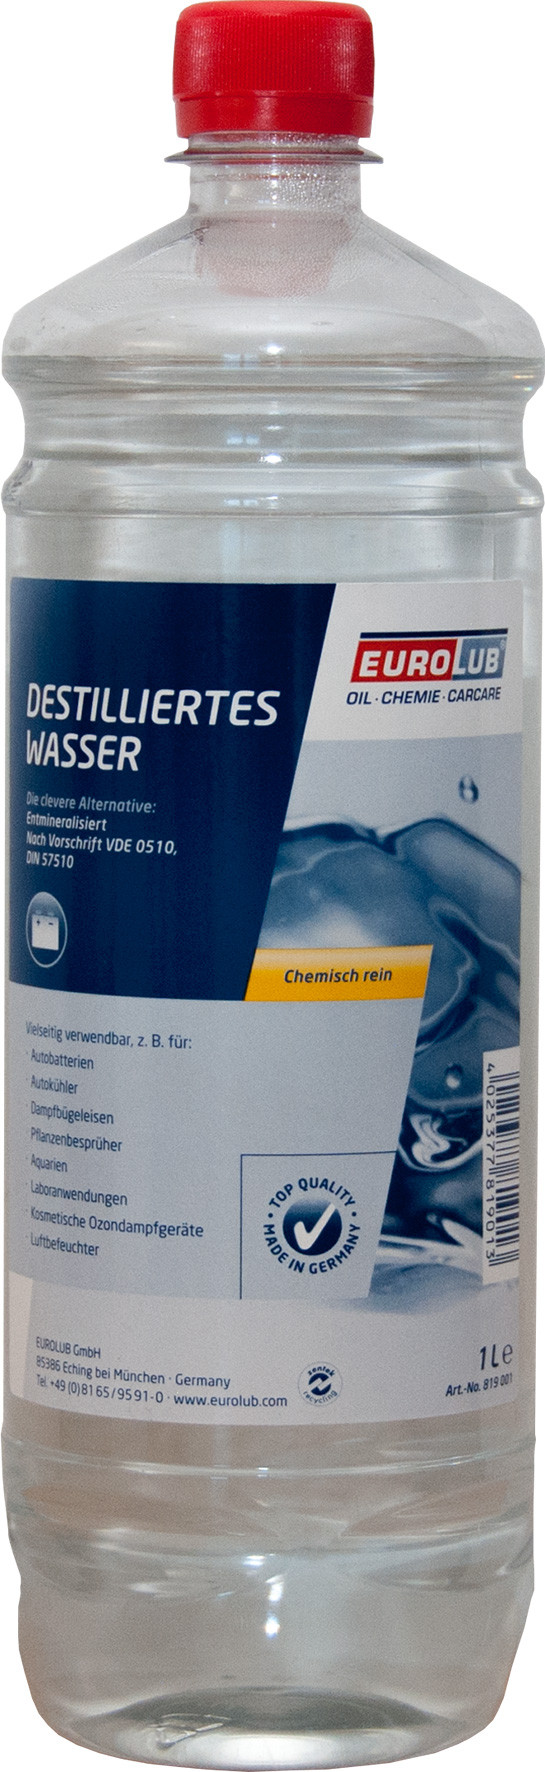 EUROLUB®
OIL · CHEMIE · CARCARE
DESTILLIERTES
WASSER
Die clevere Alternative:
Entmineralisiert
Nach Vorschrift VDE 0510,
DIN 57510
Chemisch rein
Vielseitig verwendbar, z. B. für:
· Autobatterien
· Autokühler
· Dampfbügeleisen
· Pflanzenbesprüher
· Aquarien
· Laboranwendungen
· Kosmetische Ozondampfgeräte
· Luftbefeuchter
• TOP QUALITY •
MADE IN GERMANY
4025377819013
EUROLUB GmbH
85386 Eching bei München · Germany
Tel. +49 (0) 81 65 / 95 91-0 · www.eurolub.com
zentek
recycling
1 L e
Art.-No. 819 001